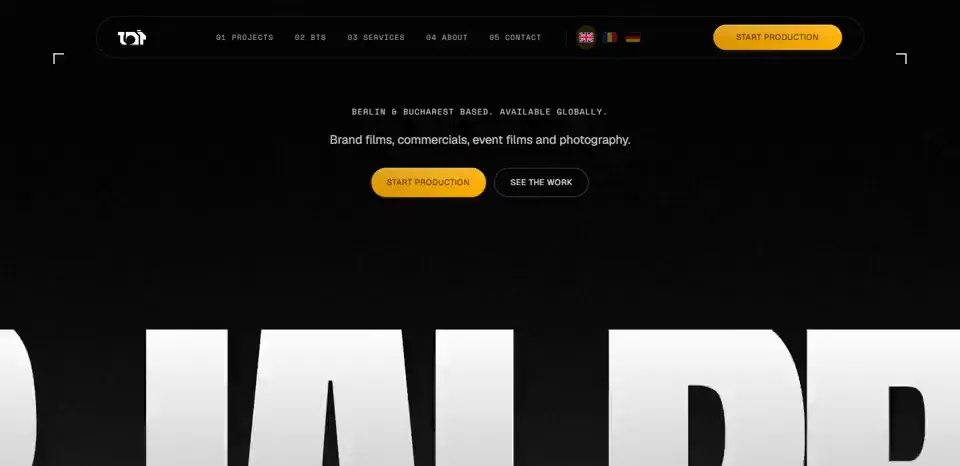 01 PROJECTS
02 BTS
03 SERVICES
04 ABOUT
05 CONTACT
START PRODUCTION
BERLIN & BUCHAREST BASED. AVAILABLE GLOBALLY.
Brand films, commercials, event films and photography.
START PRODUCTION
SEE THE WORK